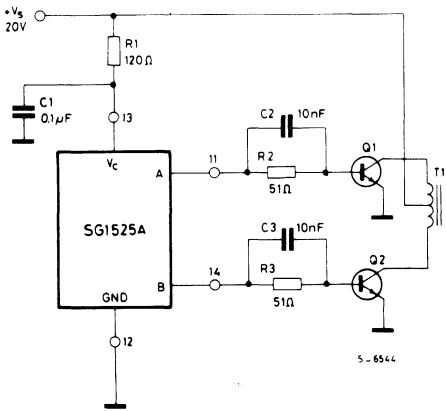 +Vs
20V
R1
120Ω
C1
0.1µF
13
C2 10nF
Q1
Vc
A
11
R2
51Ω
T1
SG1525A
C3 10nF
Q2
B
14
R3
51Ω
GND
12
S-6544